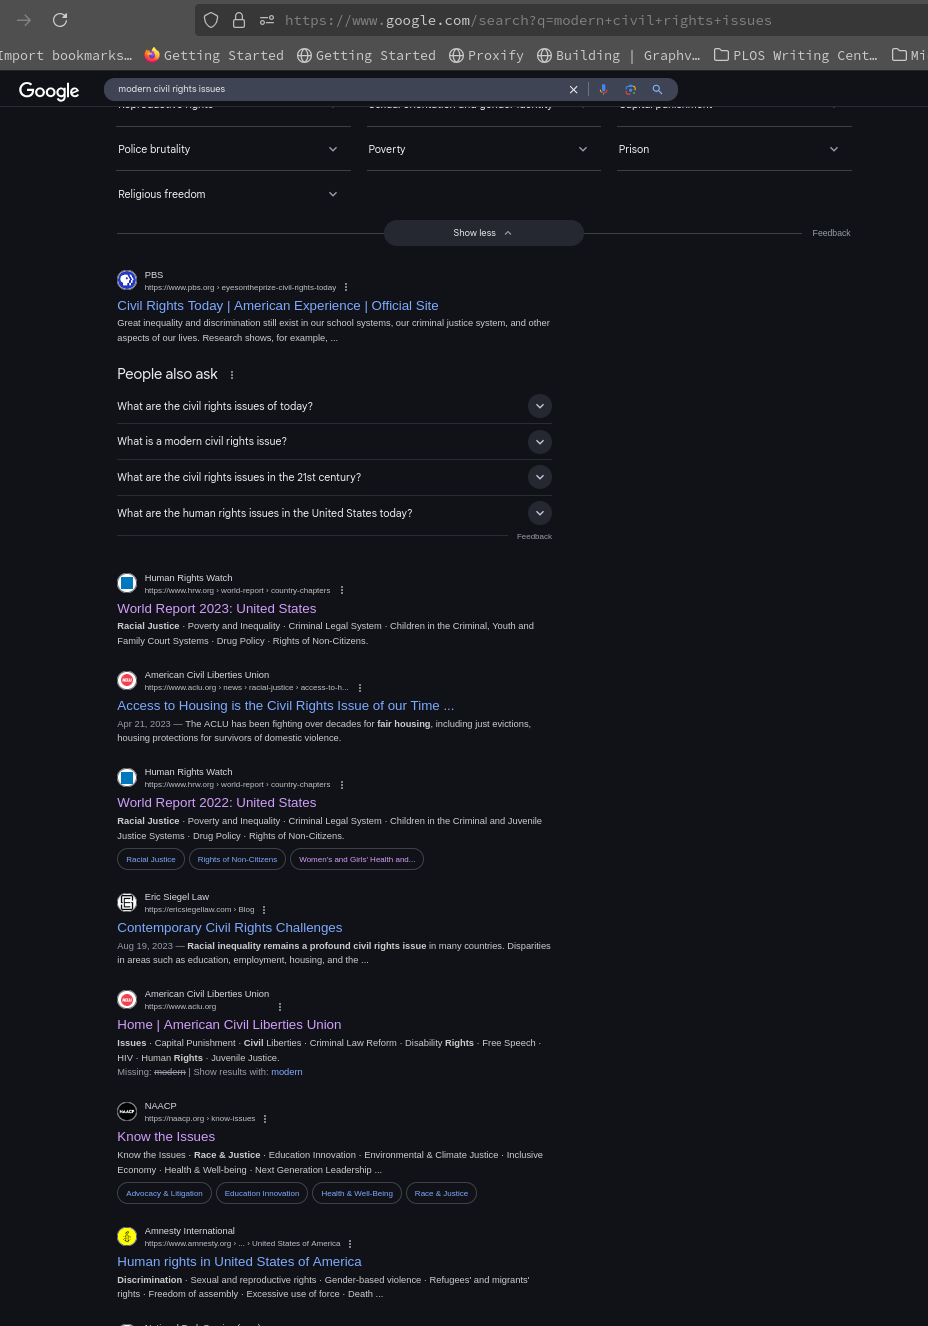 https://www.google.com/search?q=modern+civil+rights+issues
Import bookmarks… Getting Started Getting Started Proxify Building | Graphv… PLOS Writing Cent… Mi
Google modern civil rights issues
Reproductive rights Sexual orientation and gender identity Capital punishment
Police brutality Poverty Prison
Religious freedom
Show less Feedback
PBS
https://www.pbs.org › eyesontheprize-civil-rights-today
Civil Rights Today | American Experience | Official Site
Great inequality and discrimination still exist in our school systems, our criminal justice system, and other
aspects of our lives. Research shows, for example, ...
People also ask
What are the civil rights issues of today?
What is a modern civil rights issue?
What are the civil rights issues in the 21st century?
What are the human rights issues in the United States today?
Feedback
Human Rights Watch
https://www.hrw.org › world-report › country-chapters
World Report 2023: United States
Racial Justice · Poverty and Inequality · Criminal Legal System · Children in the Criminal, Youth and
Family Court Systems · Drug Policy · Rights of Non-Citizens.
American Civil Liberties Union
https://www.aclu.org › news › racial-justice › access-to-h...
Access to Housing is the Civil Rights Issue of our Time ...
Apr 21, 2023 — The ACLU has been fighting over decades for fair housing, including just evictions,
housing protections for survivors of domestic violence.
Human Rights Watch
https://www.hrw.org › world-report › country-chapters
World Report 2022: United States
Racial Justice · Poverty and Inequality · Criminal Legal System · Children in the Criminal and Juvenile
Justice Systems · Drug Policy · Rights of Non-Citizens.
Racial Justice Rights of Non-Citizens Women's and Girls' Health and...
Eric Siegel Law
https://ericsiegellaw.com › Blog
Contemporary Civil Rights Challenges
Aug 19, 2023 — Racial inequality remains a profound civil rights issue in many countries. Disparities
in areas such as education, employment, housing, and the ...
American Civil Liberties Union
https://www.aclu.org
Home | American Civil Liberties Union
Issues · Capital Punishment · Civil Liberties · Criminal Law Reform · Disability Rights · Free Speech ·
HIV · Human Rights · Juvenile Justice.
Missing: modern | Show results with: modern
NAACP
NAACP
https://naacp.org › know-issues
Know the Issues
Know the Issues · Race & Justice · Education Innovation · Environmental & Climate Justice · Inclusive
Economy · Health & Well-being · Next Generation Leadership ...
Advocacy & Litigation Education Innovation Health & Well-Being Race & Justice
Amnesty International
https://www.amnesty.org › ... › United States of America
Human rights in United States of America
Discrimination · Sexual and reproductive rights · Gender-based violence · Refugees' and migrants'
rights · Freedom of assembly · Excessive use of force · Death ...